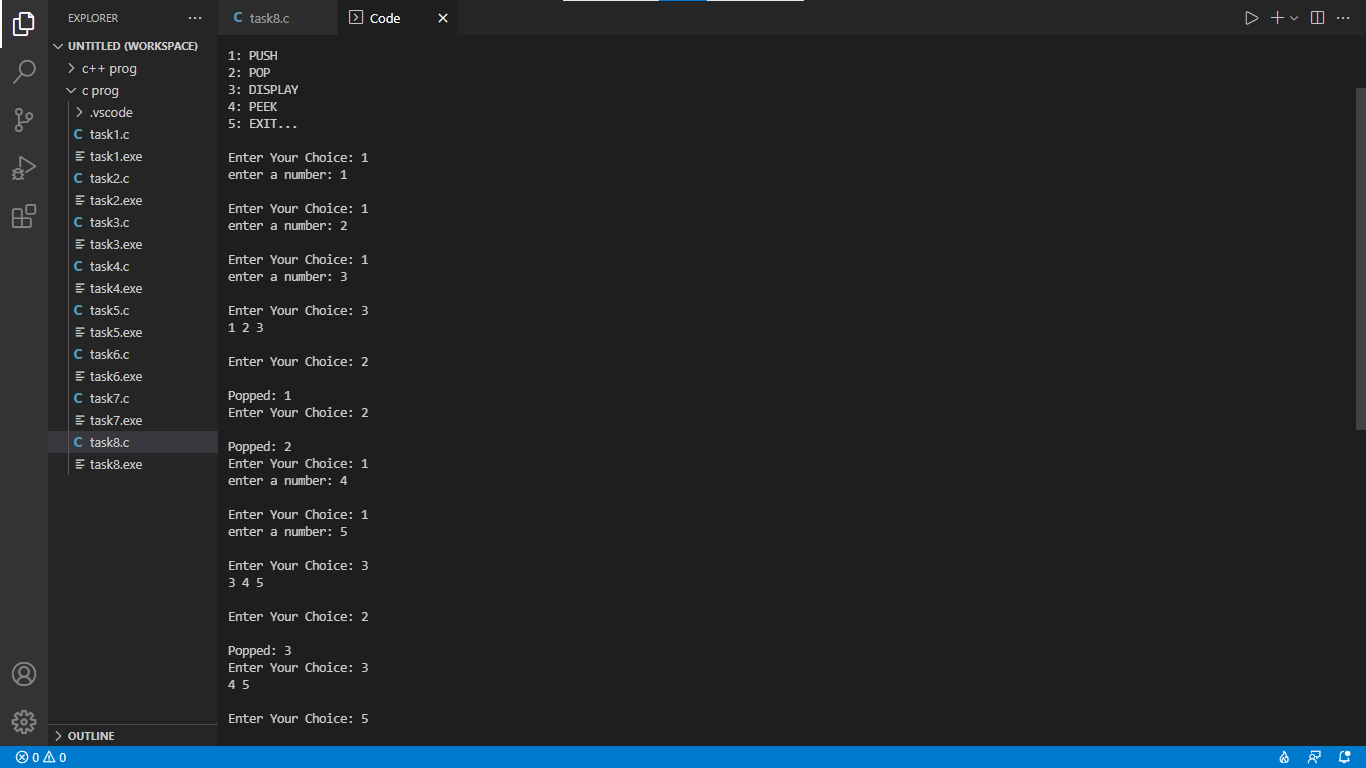 EXPLORER
UNTITLED (WORKSPACE)
c++ prog
c prog
.vscode
C task1.c
task1.exe
C task2.c
task2.exe
C task3.c
task3.exe
C task4.c
task4.exe
C task5.c
task5.exe
C task6.c
task6.exe
C task7.c
task7.exe
C task8.c
task8.exe
OUTLINE
C task8.c
Code
1: PUSH
2: POP
3: DISPLAY
4: PEEK
5: EXIT...
Enter Your Choice: 1
enter a number: 1
Enter Your Choice: 1
enter a number: 2
Enter Your Choice: 1
enter a number: 3
Enter Your Choice: 3
1 2 3
Enter Your Choice: 2
Popped: 1
Enter Your Choice: 2
Popped: 2
Enter Your Choice: 1
enter a number: 4
Enter Your Choice: 1
enter a number: 5
Enter Your Choice: 3
3 4 5
Enter Your Choice: 2
Popped: 3
Enter Your Choice: 3
4 5
Enter Your Choice: 5
0 0